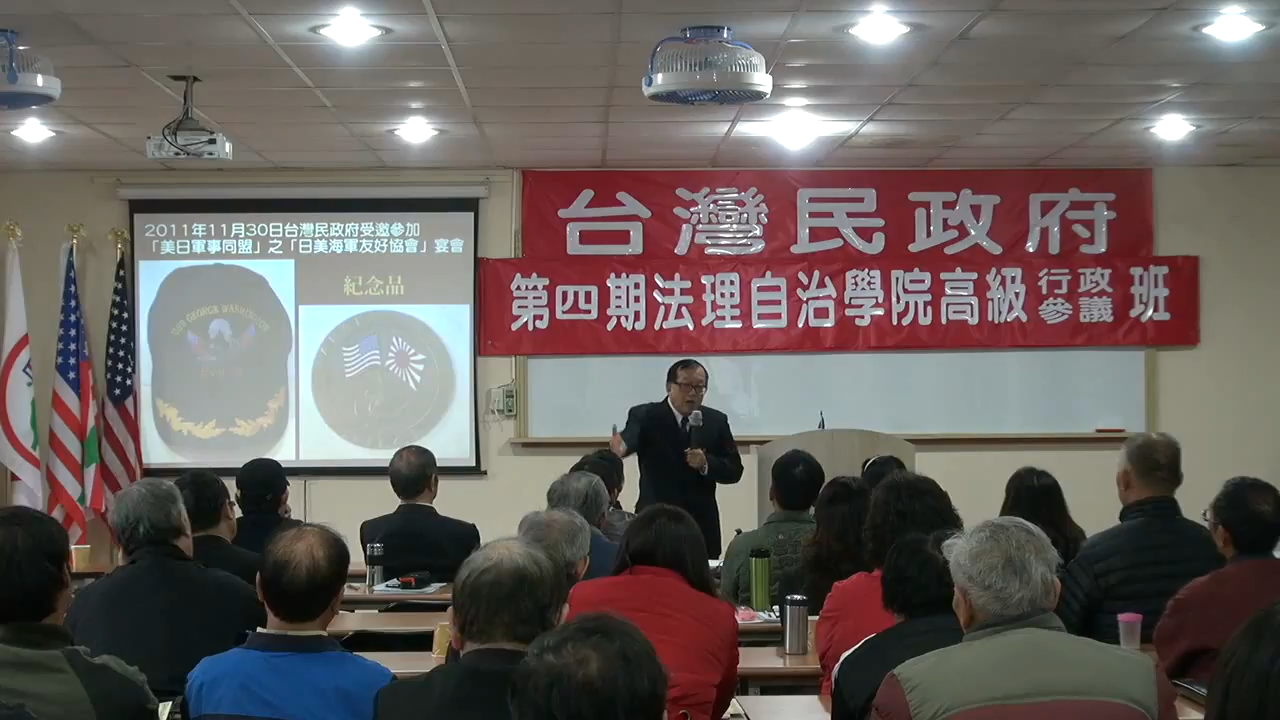 2011年11月30日台灣民政府受邀參加
「美日軍事同盟」之「日美海軍友好協會」宴會
紀念品
USS GEORGE WASHINGTON
台灣民政府
第四期法理自治學院高級行政參議班